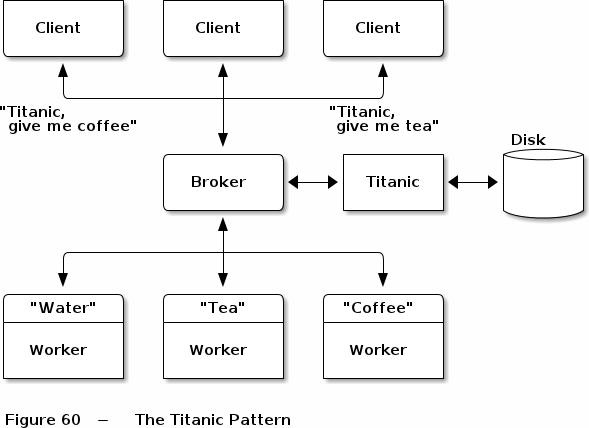 Client
Client
Client
"Titanic,
give me coffee"
"Titanic,
give me tea"
Disk
Broker
Titanic
"Water"
"Tea"
"Coffee"
Worker
Worker
Worker
Figure 60 – The Titanic Pattern